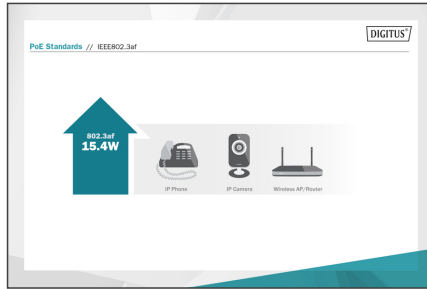 DIGITUS®
PoE Standards // IEEE802.3af
802.3af
15.4W
IP Phone
IP Camera
Wireless AP/Router